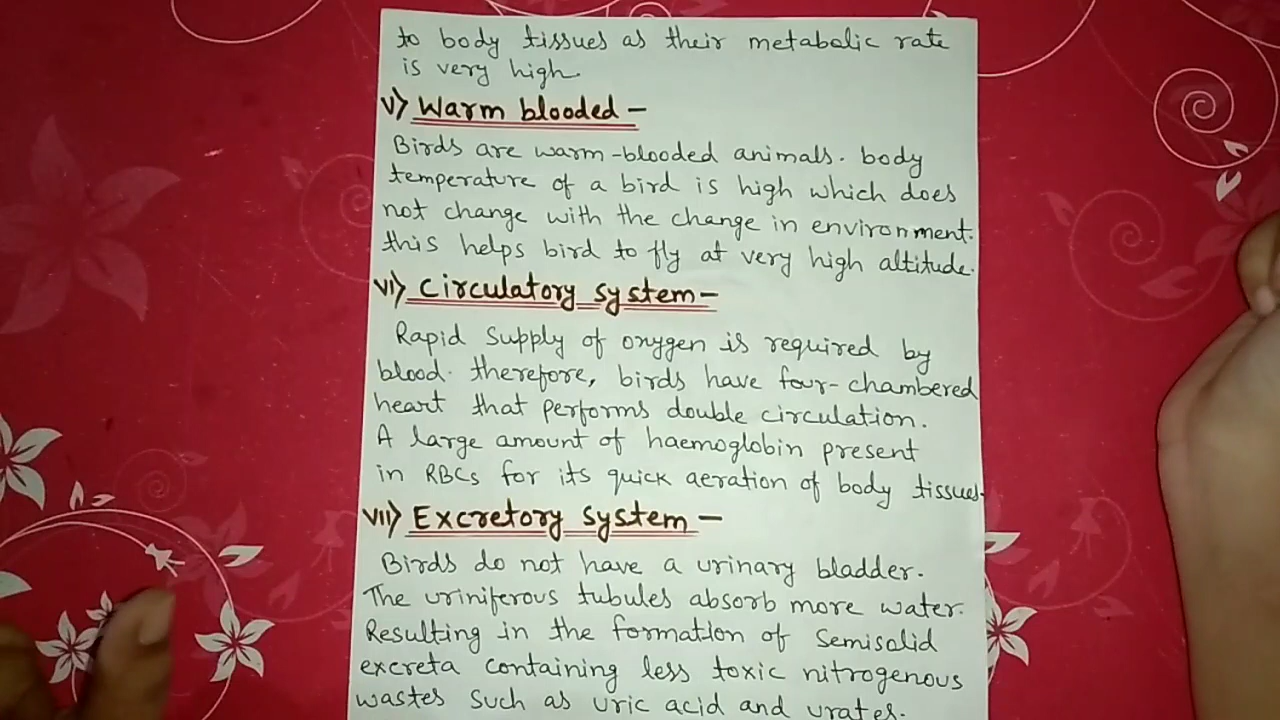 to body tissues as their metabolic rate
is very high.
V) Warm blooded -
Birds are warm-blooded animals. body
temperature of a bird is high which does
not change with the change in environment.
this helps bird to fly at very high altitude.
VI) Circulatory system -
Rapid Supply of oxygen is required by
blood. therefore, birds have four-chambered
heart that performs double circulation.
A large amount of haemoglobin present
in RBCs for its quick aeration of body tissues.
VII) Excretory system -
Birds do not have a urinary bladder.
The uriniferous tubules absorb more water.
Resulting in the formation of Semisolid
excreta containing less toxic nitrogenous
wastes Such as uric acid and urates.